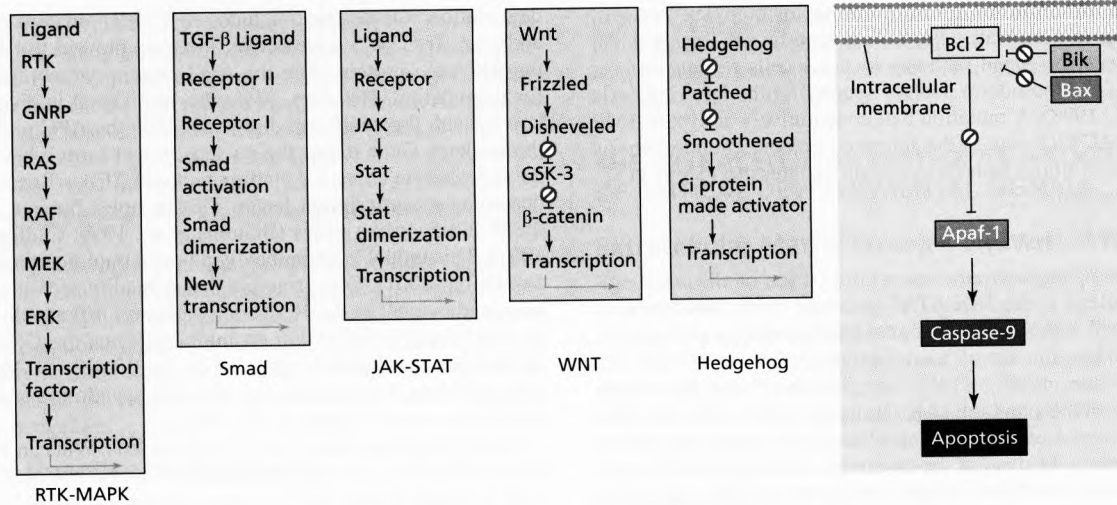 Ligand
RTK
GNRP
RAS
RAF
MEK
ERK
Transcription
factor
Transcription
RTK-MAPK
TGF-β Ligand
Receptor II
Receptor I
Smad
activation
Smad
dimerization
New
transcription
Smad
Ligand
Receptor
JAK
Stat
Stat
dimerization
Transcription
JAK-STAT
Wnt
Frizzled
Disheveled
GSK-3
β-catenin
Transcription
WNT
Hedgehog
Patched
Smoothened
Ci protein
made activator
Transcription
Hedgehog
Bcl 2
Bik
Bax
Intracellular
membrane
Apaf-1
Caspase-9
Apoptosis